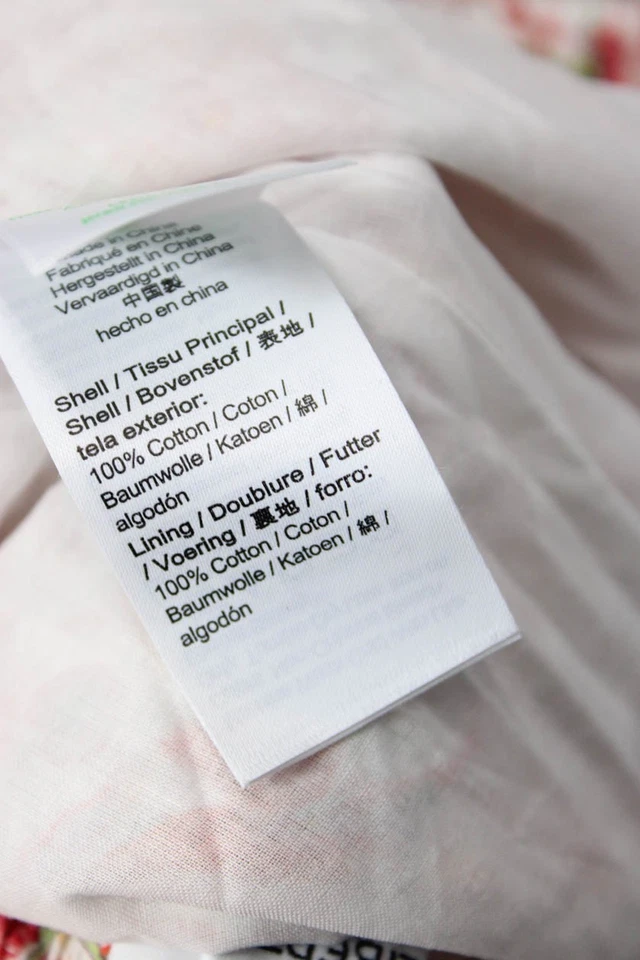 Made in China
Fabriqué en Chine
Hergestellt in China
Vervaardigd in China
中国製
hecho en china
Shell / Tissu Principal /
Shell / Bovenstof / 表地 /
tela exterior:
100% Cotton / Coton /
Baumwolle / Katoen / 綿 /
algodón
Lining / Doublure / Futter
/ Voering / 裏地 / forro:
100% Cotton / Coton /
Baumwolle / Katoen / 綿 /
algodón